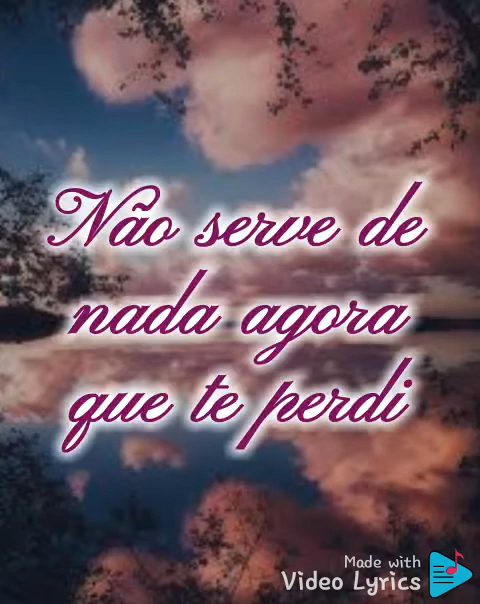 Não serve de
nada agora
que te perdi
Made with
Video Lyrics